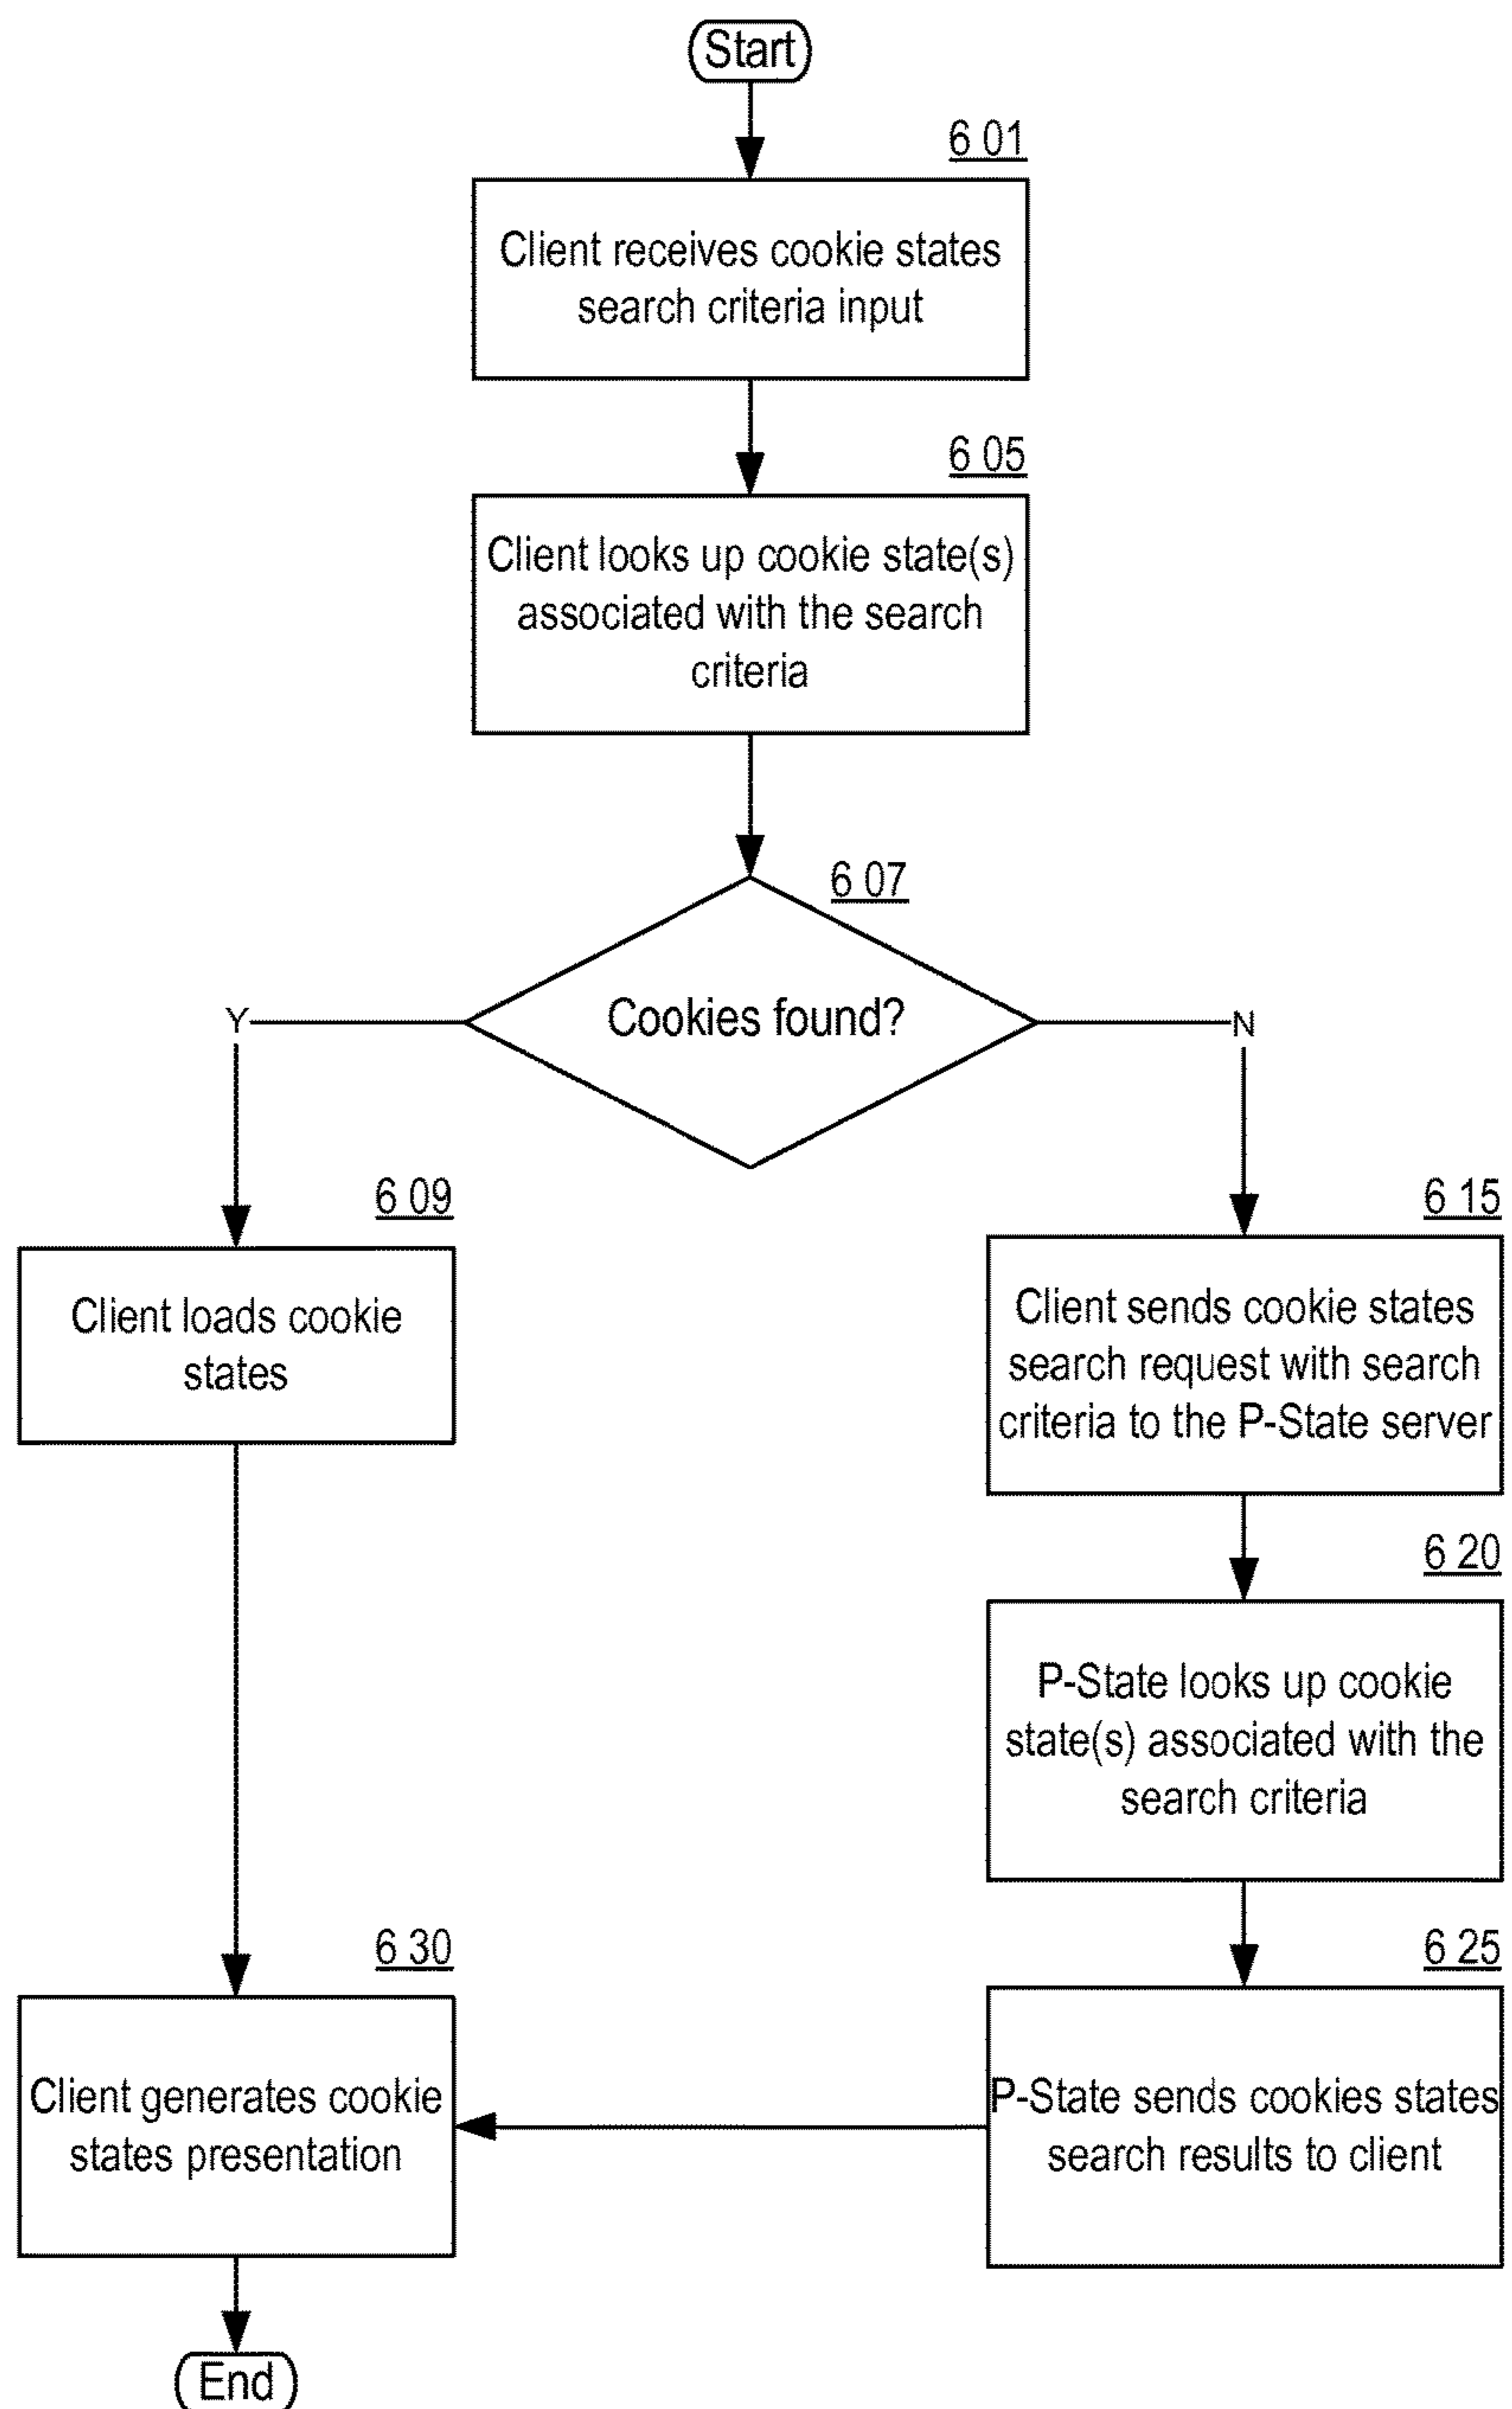 Start
6 01
Client receives cookie states
search criteria input
6 05
Client looks up cookie state(s)
associated with the search
criteria
6 07
Cookies found?
Y
N
6 09
Client loads cookie
states
6 15
Client sends cookie states
search request with search
criteria to the P-State server
6 20
P-State looks up cookie
state(s) associated with the
search criteria
6 25
P-State sends cookies states
search results to client
6 30
Client generates cookie
states presentation
End